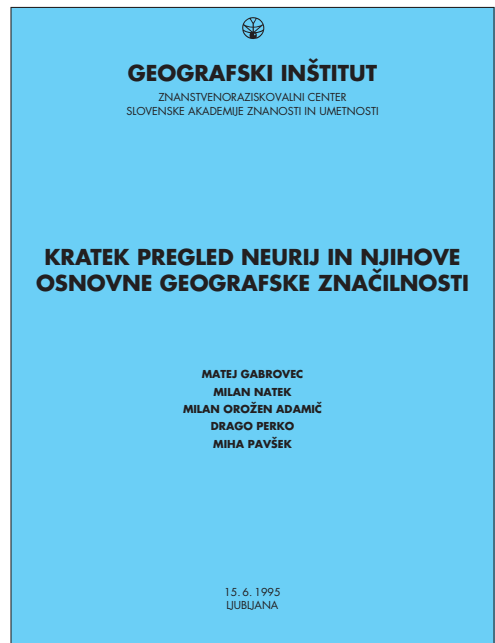 GEOGRAFSKI INŠTITUT
ZNANSTVENORAZISKOVALNI CENTER
SLOVENSKE AKADEMIJE ZNANOSTI IN UMETNOSTI
KRATEK PREGLED NEURIJ IN NJIHOVE
OSNOVNE GEOGRAFSKE ZNAČILNOSTI
MATEJ GABROVEC
MILAN NATEK
MILAN OROŽEN ADAMIČ
DRAGO PERKO
MIHA PAVŠEK
15. 6. 1995
LJUBLJANA